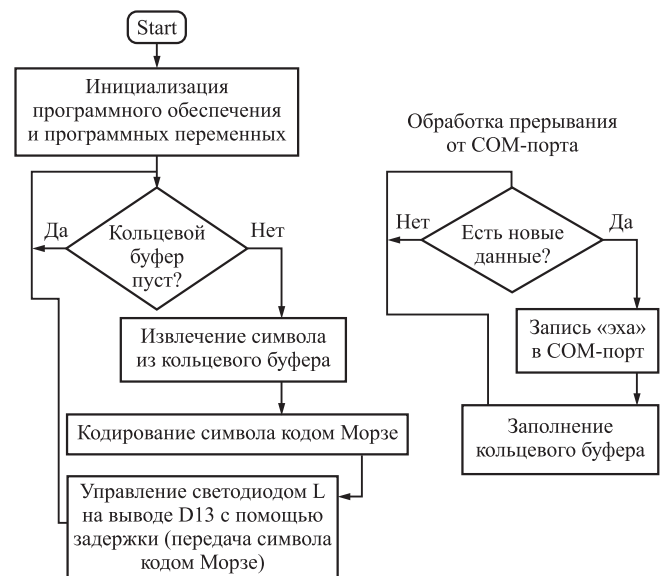 Start
Инициализация
программного обеспечения
и программных переменных
Да
Кольцевой
буфер
пуст?
Нет
Извлечение символа
из кольцевого буфера
Кодирование символа кодом Морзе
Управление светодиодом L
на выводе D13 с помощью
задержки (передача символа
кодом Морзе)
Обработка прерывания
от COM-порта
Нет
Есть новые
данные?
Да
Запись «эха»
в COM-порт
Заполнение
кольцевого буфера